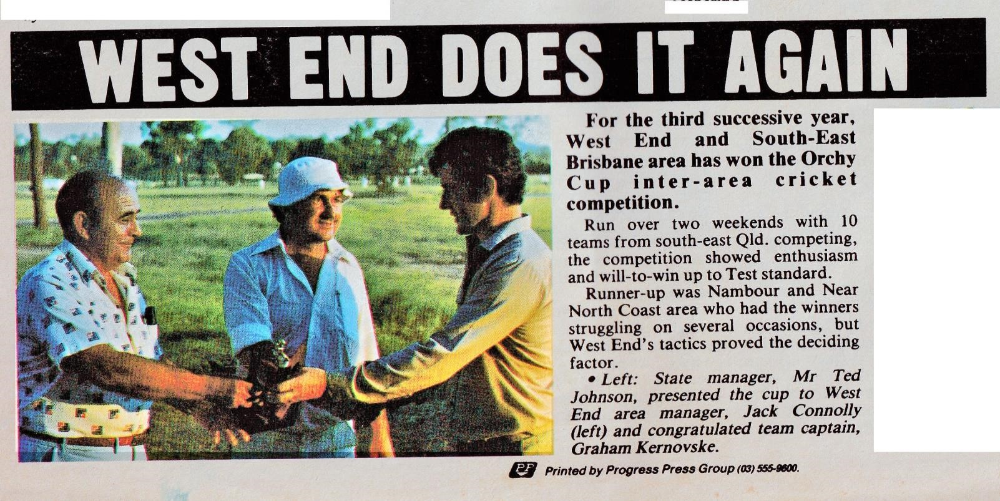 WEST END DOES IT AGAIN
For the third successive year,
West End and South-East
Brisbane area has won the Orchy
Cup inter-area cricket
competition.
Run over two weekends with 10
teams from south-east Qld. competing,
the competition showed enthusiasm
and will-to-win up to Test standard.
Runner-up was Nambour and Near
North Coast area who had the winners
struggling on several occasions, but
West End's tactics proved the deciding
factor.
• Left: State manager, Mr Ted
Johnson, presented the cup to West
End area manager, Jack Connolly
(left) and congratulated team captain,
Graham Kernovske.
PP Printed by Progress Press Group (03) 555-9600.